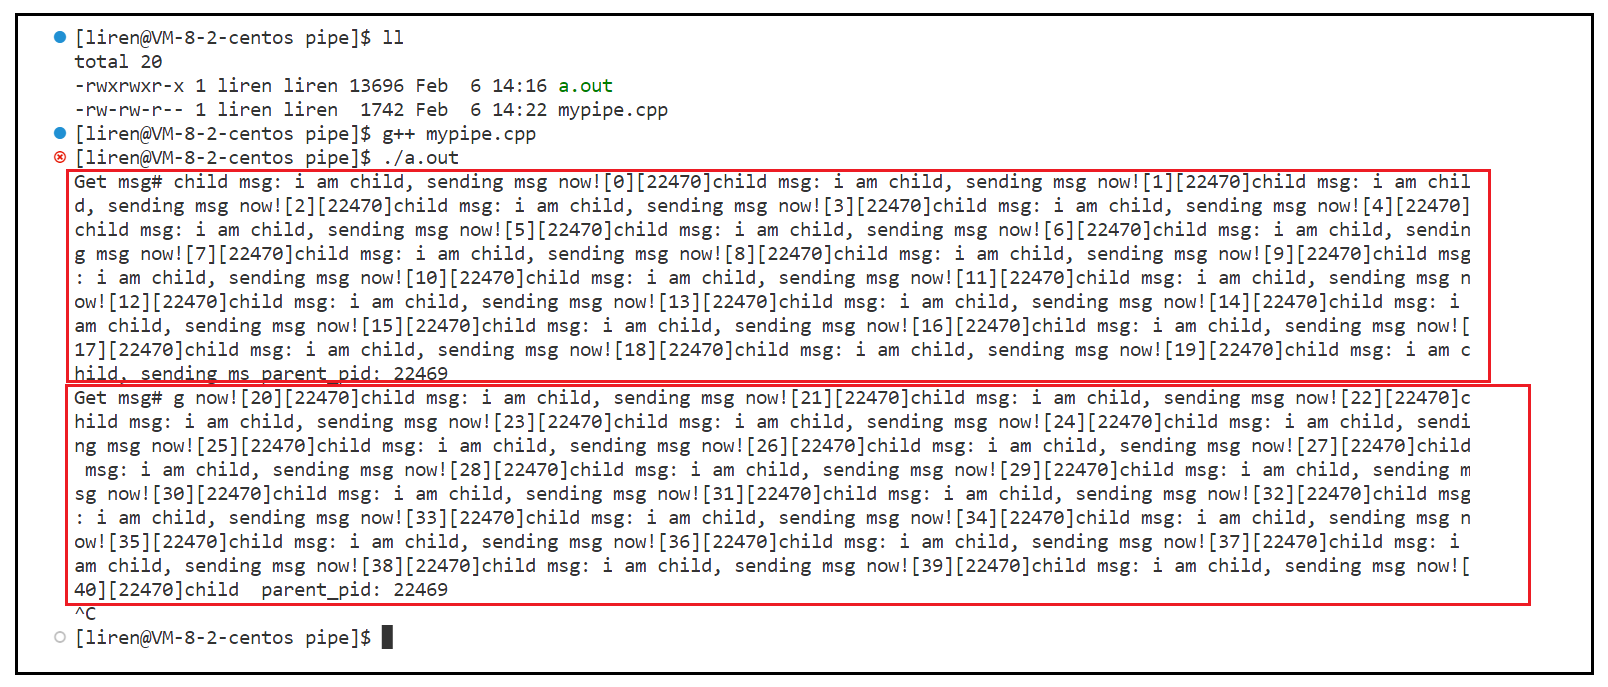 [liren@VM-8-2-centos pipe]$ ll
total 20
-rwxrwxr-x 1 liren liren 13696 Feb  6 14:16 a.out
-rw-rw-r-- 1 liren liren  1742 Feb  6 14:22 mypipe.cpp
[liren@VM-8-2-centos pipe]$ g++ mypipe.cpp
[liren@VM-8-2-centos pipe]$ ./a.out
Get msg# child msg: i am child, sending msg now![0][22470]child msg: i am child, sending msg now![1][22470]child msg: i am chil
d, sending msg now![2][22470]child msg: i am child, sending msg now![3][22470]child msg: i am child, sending msg now![4][22470]
child msg: i am child, sending msg now![5][22470]child msg: i am child, sending msg now![6][22470]child msg: i am child, sendin
g msg now![7][22470]child msg: i am child, sending msg now![8][22470]child msg: i am child, sending msg now![9][22470]child msg
: i am child, sending msg now![10][22470]child msg: i am child, sending msg now![11][22470]child msg: i am child, sending msg n
ow![12][22470]child msg: i am child, sending msg now![13][22470]child msg: i am child, sending msg now![14][22470]child msg: i 
am child, sending msg now![15][22470]child msg: i am child, sending msg now![16][22470]child msg: i am child, sending msg now![
17][22470]child msg: i am child, sending msg now![18][22470]child msg: i am child, sending msg now![19][22470]child msg: i am c
hild, sending ms parent_pid: 22469
Get msg# g now![20][22470]child msg: i am child, sending msg now![21][22470]child msg: i am child, sending msg now![22][22470]c
hild msg: i am child, sending msg now![23][22470]child msg: i am child, sending msg now![24][22470]child msg: i am child, sendi
ng msg now![25][22470]child msg: i am child, sending msg now![26][22470]child msg: i am child, sending msg now![27][22470]child
 msg: i am child, sending msg now![28][22470]child msg: i am child, sending msg now![29][22470]child msg: i am child, sending m
sg now![30][22470]child msg: i am child, sending msg now![31][22470]child msg: i am child, sending msg now![32][22470]child msg
: i am child, sending msg now![33][22470]child msg: i am child, sending msg now![34][22470]child msg: i am child, sending msg n
ow![35][22470]child msg: i am child, sending msg now![36][22470]child msg: i am child, sending msg now![37][22470]child msg: i 
am child, sending msg now![38][22470]child msg: i am child, sending msg now![39][22470]child msg: i am child, sending msg now![
40][22470]child  parent_pid: 22469
^C
[liren@VM-8-2-centos pipe]$